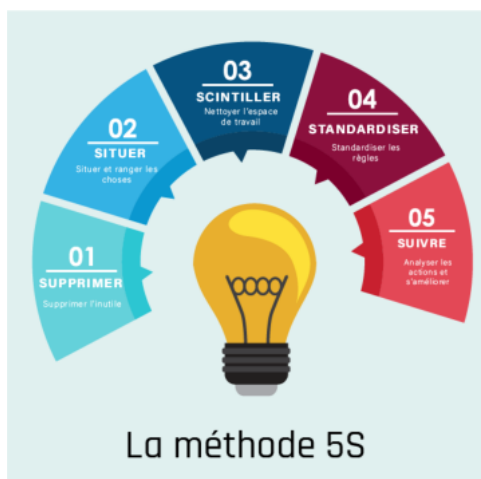 01
SUPPRIMER
Supprimer l'inutile
02
SITUER
Situer et ranger les
choses
03
SCINTILLER
Nettoyer l'espace
de travail
04
STANDARDISER
Standardiser les
règles
05
SUIVRE
Analyser les
actions et
s'améliorer
La méthode 5S